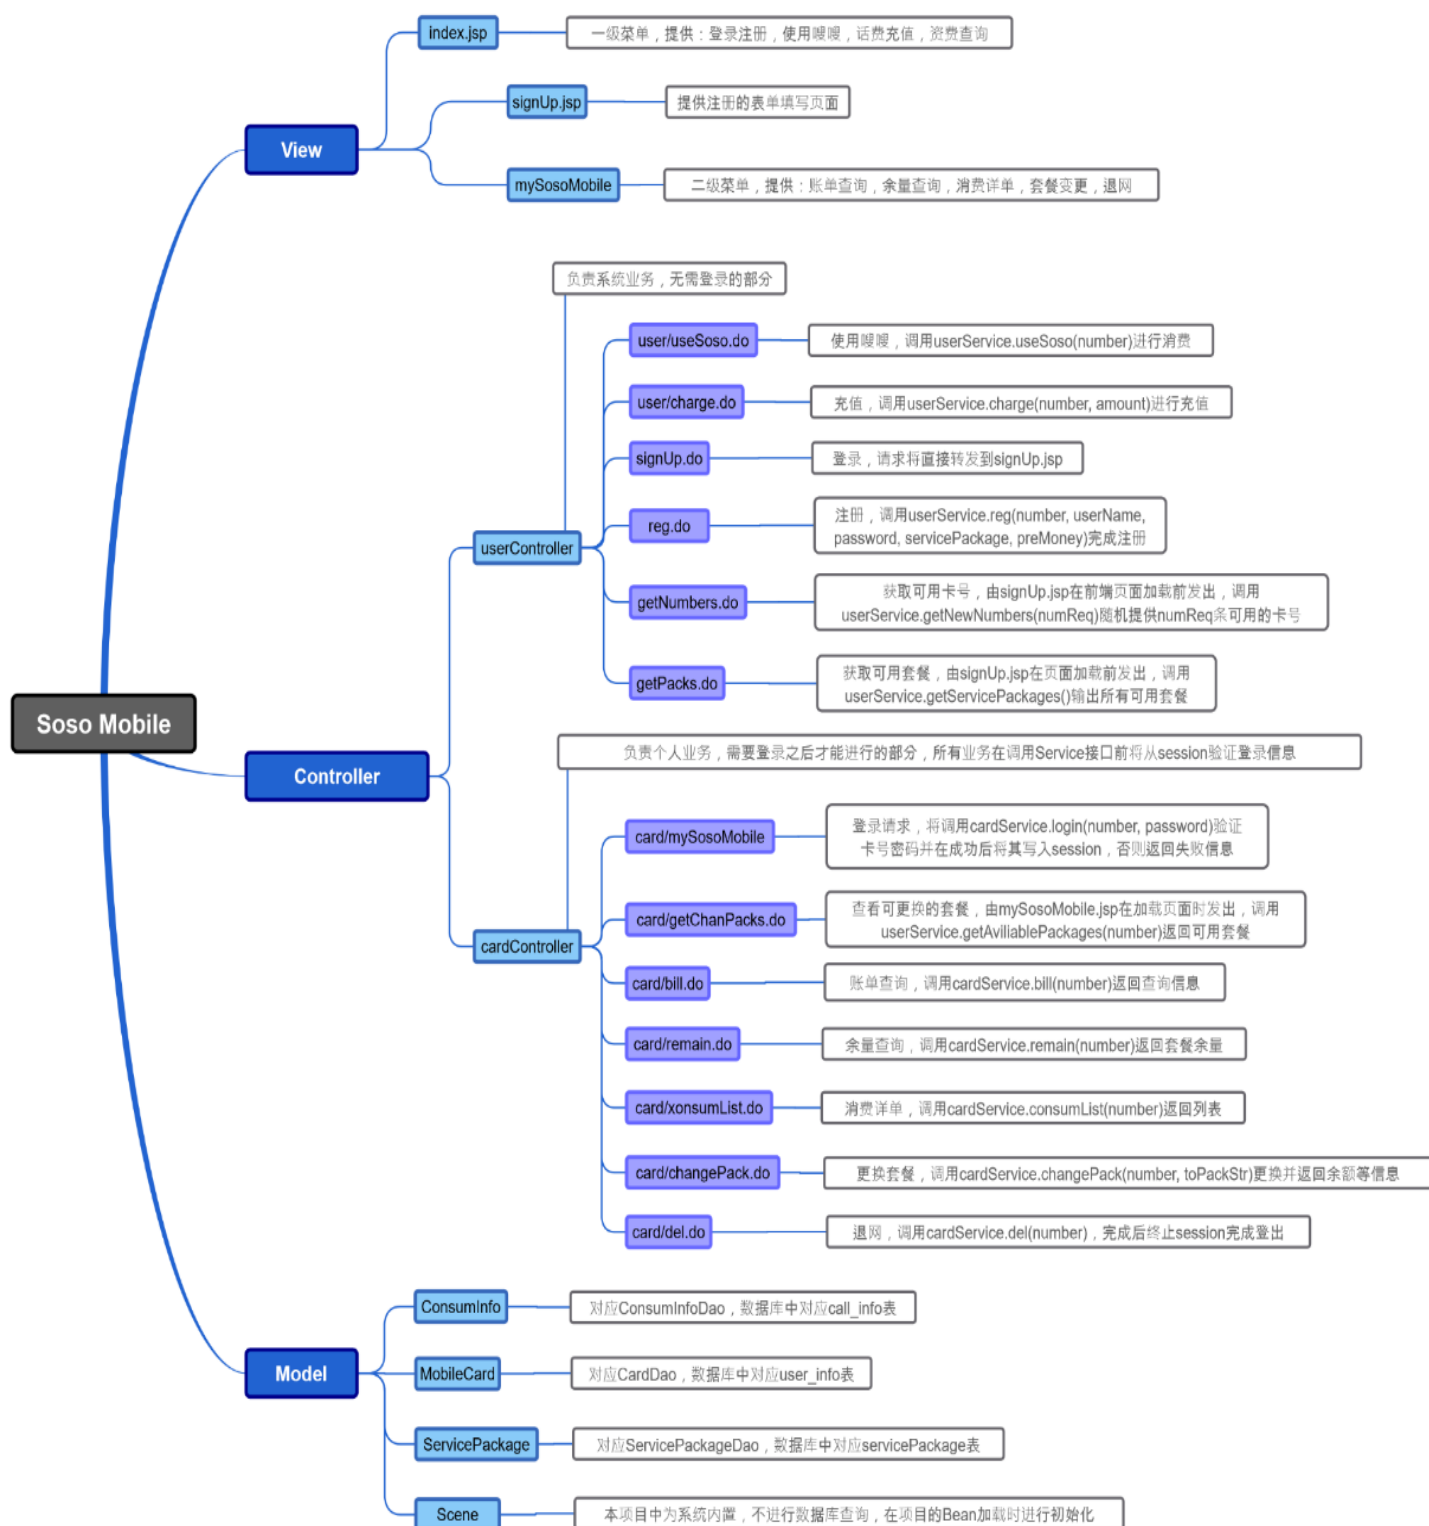 index.jsp
一级菜单，提供：登录注册，使用嗖嗖，话费充值，资费查询
signUp.jsp
提供注册的表单填写页面
View
mySosoMobile
二级菜单，提供：账单查询，余量查询，消费详单，套餐变更，退网
负责系统业务，无需登录的部分
user/useSoso.do
使用嗖嗖，调用userService.useSoso(number)进行消费
user/charge.do
充值，调用userService.charge(number, amount)进行充值
signUp.do
登录，请求将直接转发到signUp.jsp
reg.do
注册，调用userService.reg(number, userName,
password, servicePackage, preMoney)完成注册
userController
getNumbers.do
获取可用卡号，由signUp.jsp在前端页面加载前发出，调用
userService.getNewNumbers(numReq)随机提供numReq条可用的卡号
getPacks.do
获取可用套餐，由signUp.jsp在页面加载前发出，调用
userService.getServicePackages()输出所有可用套餐
Soso Mobile
Controller
负责个人业务，需要登录之后才能进行的部分，所有业务在调用Service接口前将从session验证登录信息
card/mySosoMobile
登录请求，将调用cardService.login(number, password)验证
卡号密码并在成功后将其写入session，否则返回失败信息
card/getChanPacks.do
查看可更换的套餐，由mySosoMobile.jsp在加载页面时发出，调用
userService.getAviliablePackages(number)返回可用套餐
cardController
card/bill.do
账单查询，调用cardService.bill(number)返回查询信息
card/remain.do
余量查询，调用cardService.remain(number)返回套餐余量
card/xonsumList.do
消费详单，调用cardService.consumList(number)返回列表
card/changePack.do
更换套餐，调用cardService.changePack(number, toPackStr)更换并返回余额等信息
card/del.do
退网，调用cardService.del(number)，完成后终止session完成登出
ConsumInfo
对应ConsumInfoDao，数据库中对应call_info表
Model
MobileCard
对应CardDao，数据库中对应user_info表
ServicePackage
对应ServicePackageDao，数据库中对应servicePackage表
Scene
本项目中为系统内置，不进行数据库查询，在项目的Bean加载时进行初始化